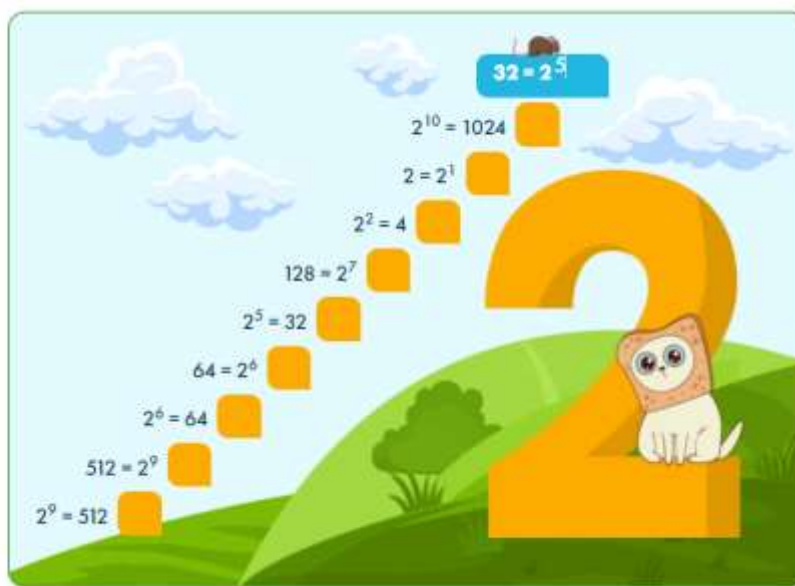 32 = 2⁵
2¹⁰ = 1024
2 = 2¹
2² = 4
128 = 2⁷
2⁵ = 32
64 = 2⁶
2⁶ = 64
512 = 2⁹
2⁹ = 512
2